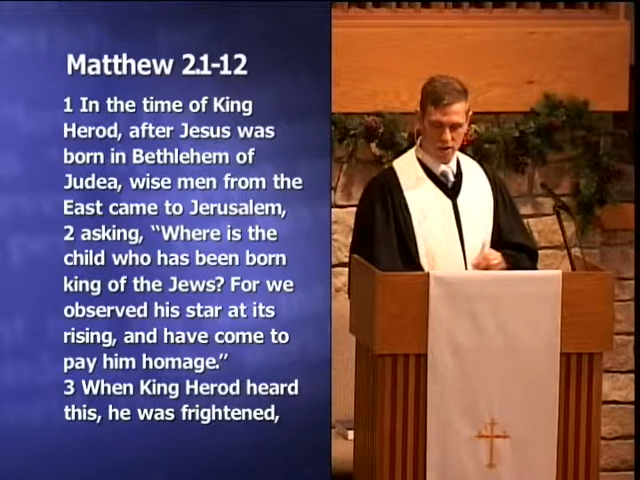 Matthew 2.1-12
1 In the time of King
Herod, after Jesus was
born in Bethlehem of
Judea, wise men from the
East came to Jerusalem,
2 asking, “Where is the
child who has been born
king of the Jews? For we
observed his star at its
rising, and have come to
pay him homage.”
3 When King Herod heard
this, he was frightened,